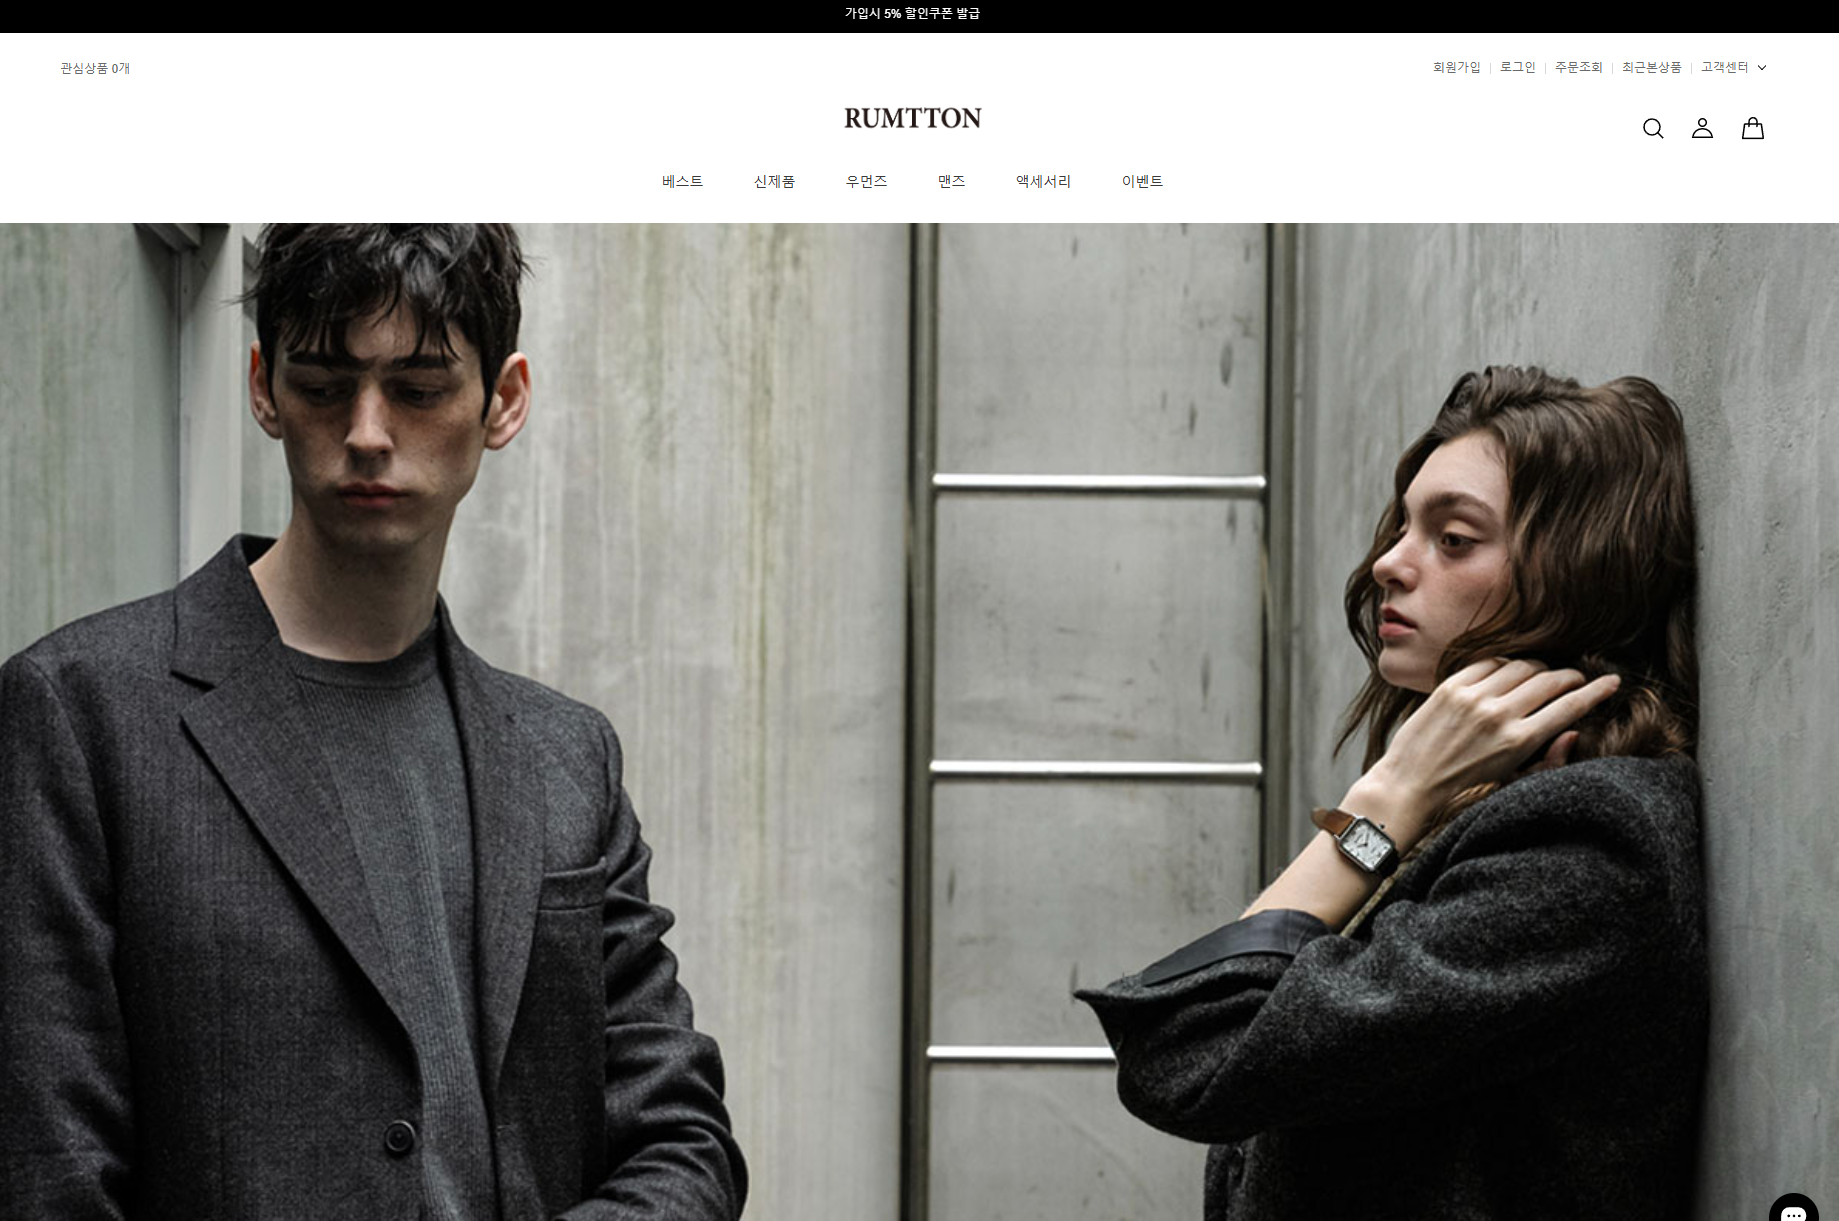 가입시 5% 할인쿠폰 발급
관심상품 0개
회원가입 로그인 주문조회 최근본상품 고객센터
RUMTTON
베스트 신제품 우먼즈 맨즈 액세서리 이벤트